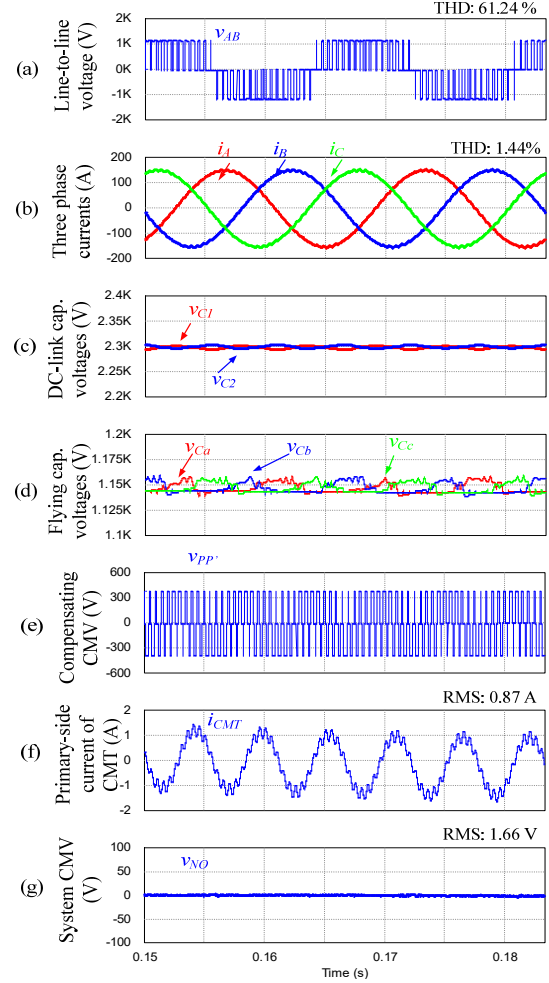 THD: 61.24 %
(a)
Line-to-line
voltage (V)
2K
1K
0K
-1K
-2K
vAB
THD: 1.44%
(b)
Three phase
currents (A)
200
100
0
-100
-200
iA
iB
iC
(c)
DC-link cap.
voltages (V)
2.4K
2.35K
2.3K
2.25K
2.2K
vC1
vC2
(d)
Flying cap.
voltages (V)
1.2K
1.175K
1.15K
1.125K
1.1K
vCa
vCb
vCc
(e)
Compensating
CMV (V)
vPP'
600
300
0
-300
-600
RMS: 0.87 A
(f)
Primary-side
current of
CMT (A)
2
1
0
-1
-2
iCMT
RMS: 1.66 V
(g)
System CMV
(V)
100
50
0
-50
-100
vNO
0.15
0.16
0.17
0.18
Time (s)